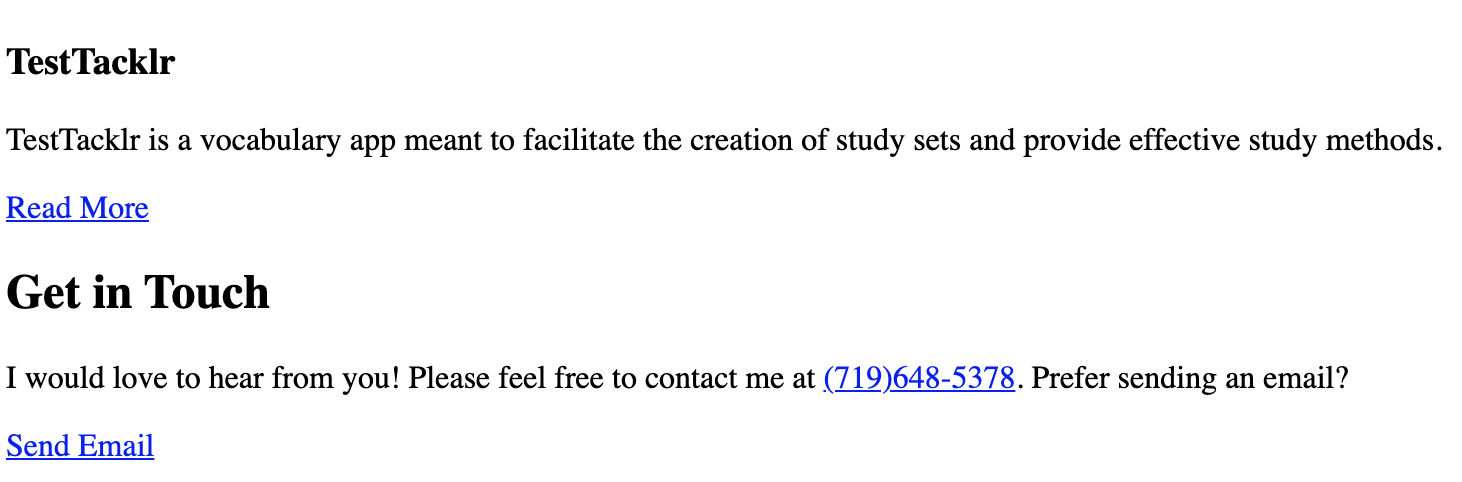 TestTacklr
TestTacklr is a vocabulary app meant to facilitate the creation of study sets and provide effective study methods.
Read More
Get in Touch
I would love to hear from you! Please feel free to contact me at (719)648-5378. Prefer sending an email?
Send Email